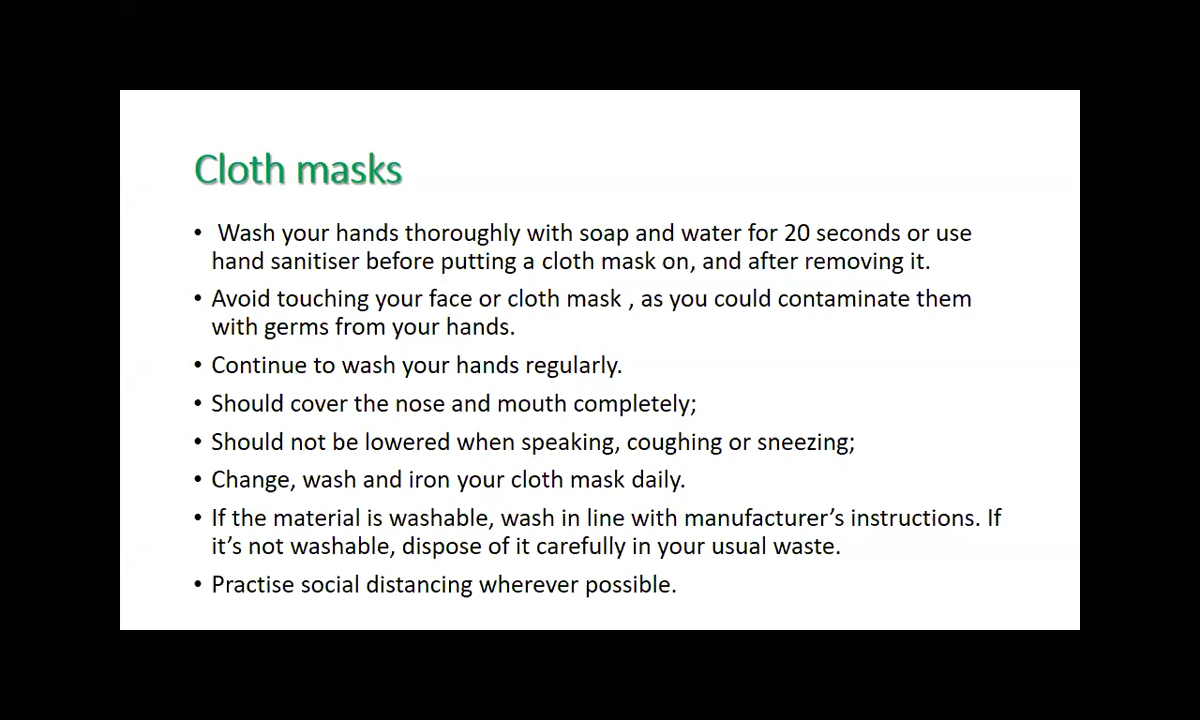 Cloth masks
• Wash your hands thoroughly with soap and water for 20 seconds or use
hand sanitiser before putting a cloth mask on, and after removing it.
• Avoid touching your face or cloth mask , as you could contaminate them
with germs from your hands.
• Continue to wash your hands regularly.
• Should cover the nose and mouth completely;
• Should not be lowered when speaking, coughing or sneezing;
• Change, wash and iron your cloth mask daily.
• If the material is washable, wash in line with manufacturer’s instructions. If
it’s not washable, dispose of it carefully in your usual waste.
• Practise social distancing wherever possible.